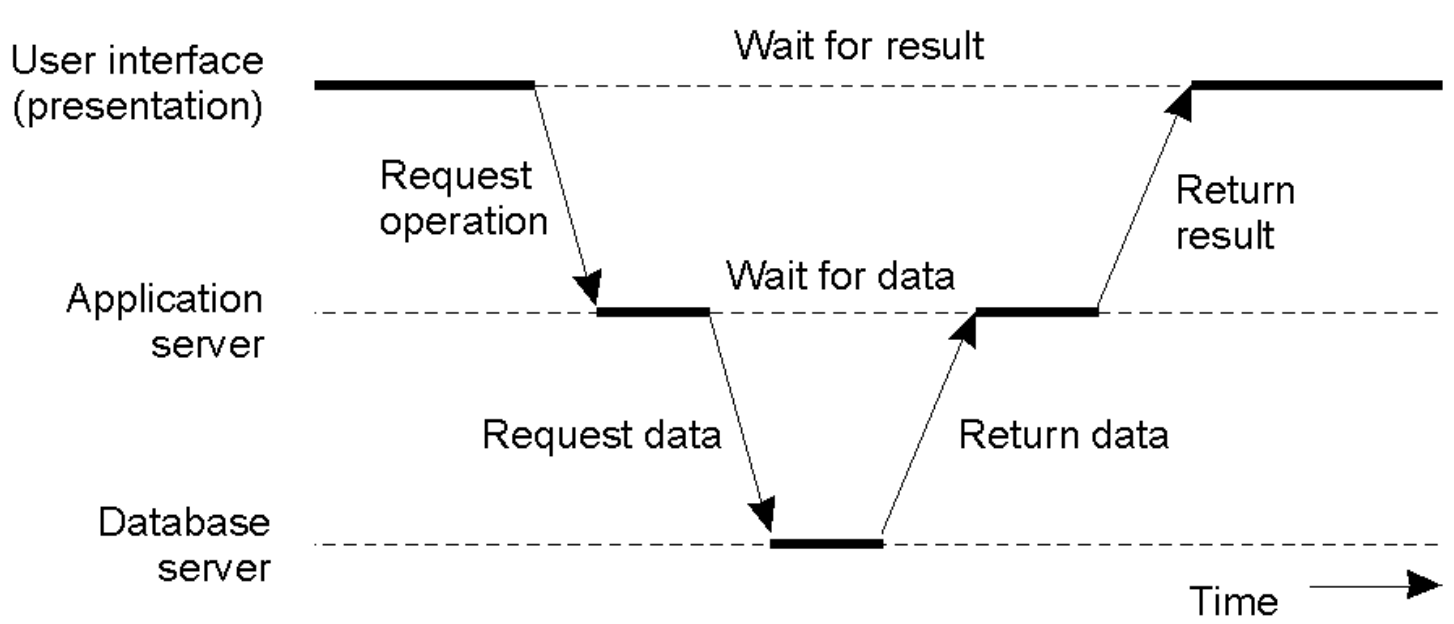 User interface
(presentation)
Wait for result
Request
operation
Return
result
Application
server
Wait for data
Request data
Return data
Database
server
Time